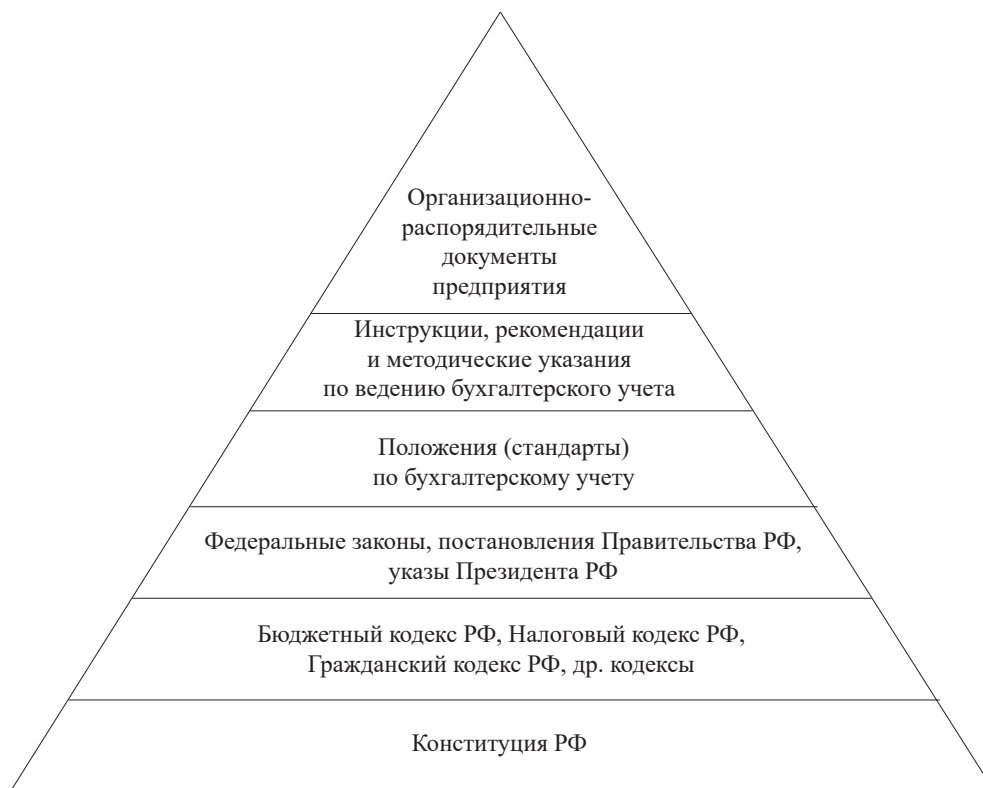 Организационно-
распорядительные
документы
предприятия
Инструкции, рекомендации
и методические указания
по ведению бухгалтерского учета
Положения (стандарты)
по бухгалтерскому учету
Федеральные законы, постановления Правительства РФ,
указы Президента РФ
Бюджетный кодекс РФ, Налоговый кодекс РФ,
Гражданский кодекс РФ, др. кодексы
Конституция РФ